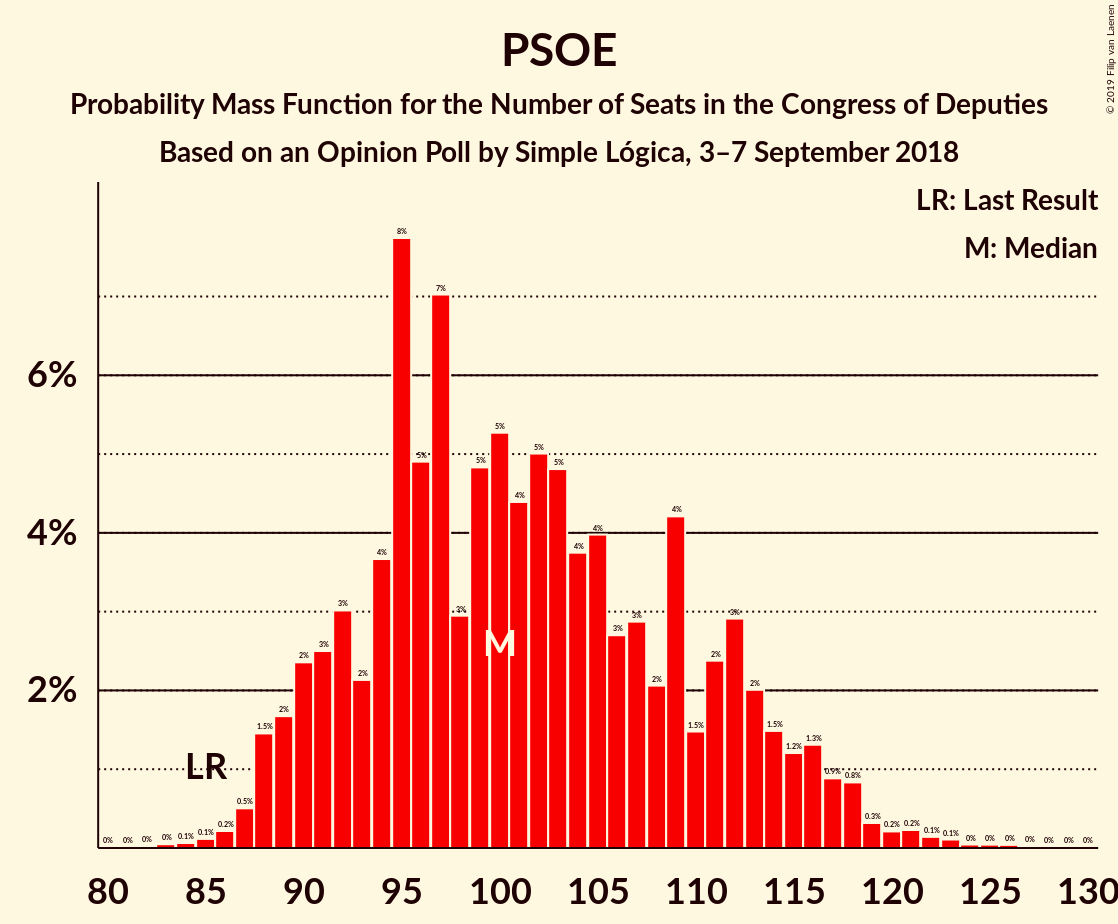 PSOE
Probability Mass Function for the Number of Seats in the Congress of Deputies
Based on an Opinion Poll by Simple Lógica, 3–7 September 2018
© 2019 Filip van Laenen
LR: Last Result
M: Median
6%
4%
2%
0% 0% 0% 0% 0.1% 0.1% 0.2% 0.5% 1.5% 2% 2% 3% 3% 2% 4% 8% 5% 7% 3% 5% 5% 4% 5% 5% 4% 4% 3% 3% 2% 4% 1.5% 2% 3% 2% 1.5% 1.2% 1.3% 0.9% 0.8% 0.3% 0.2% 0.2% 0.1% 0.1% 0% 0% 0% 0% 0% 0% 0%
M
LR
80 85 90 95 100 105 110 115 120 125 130